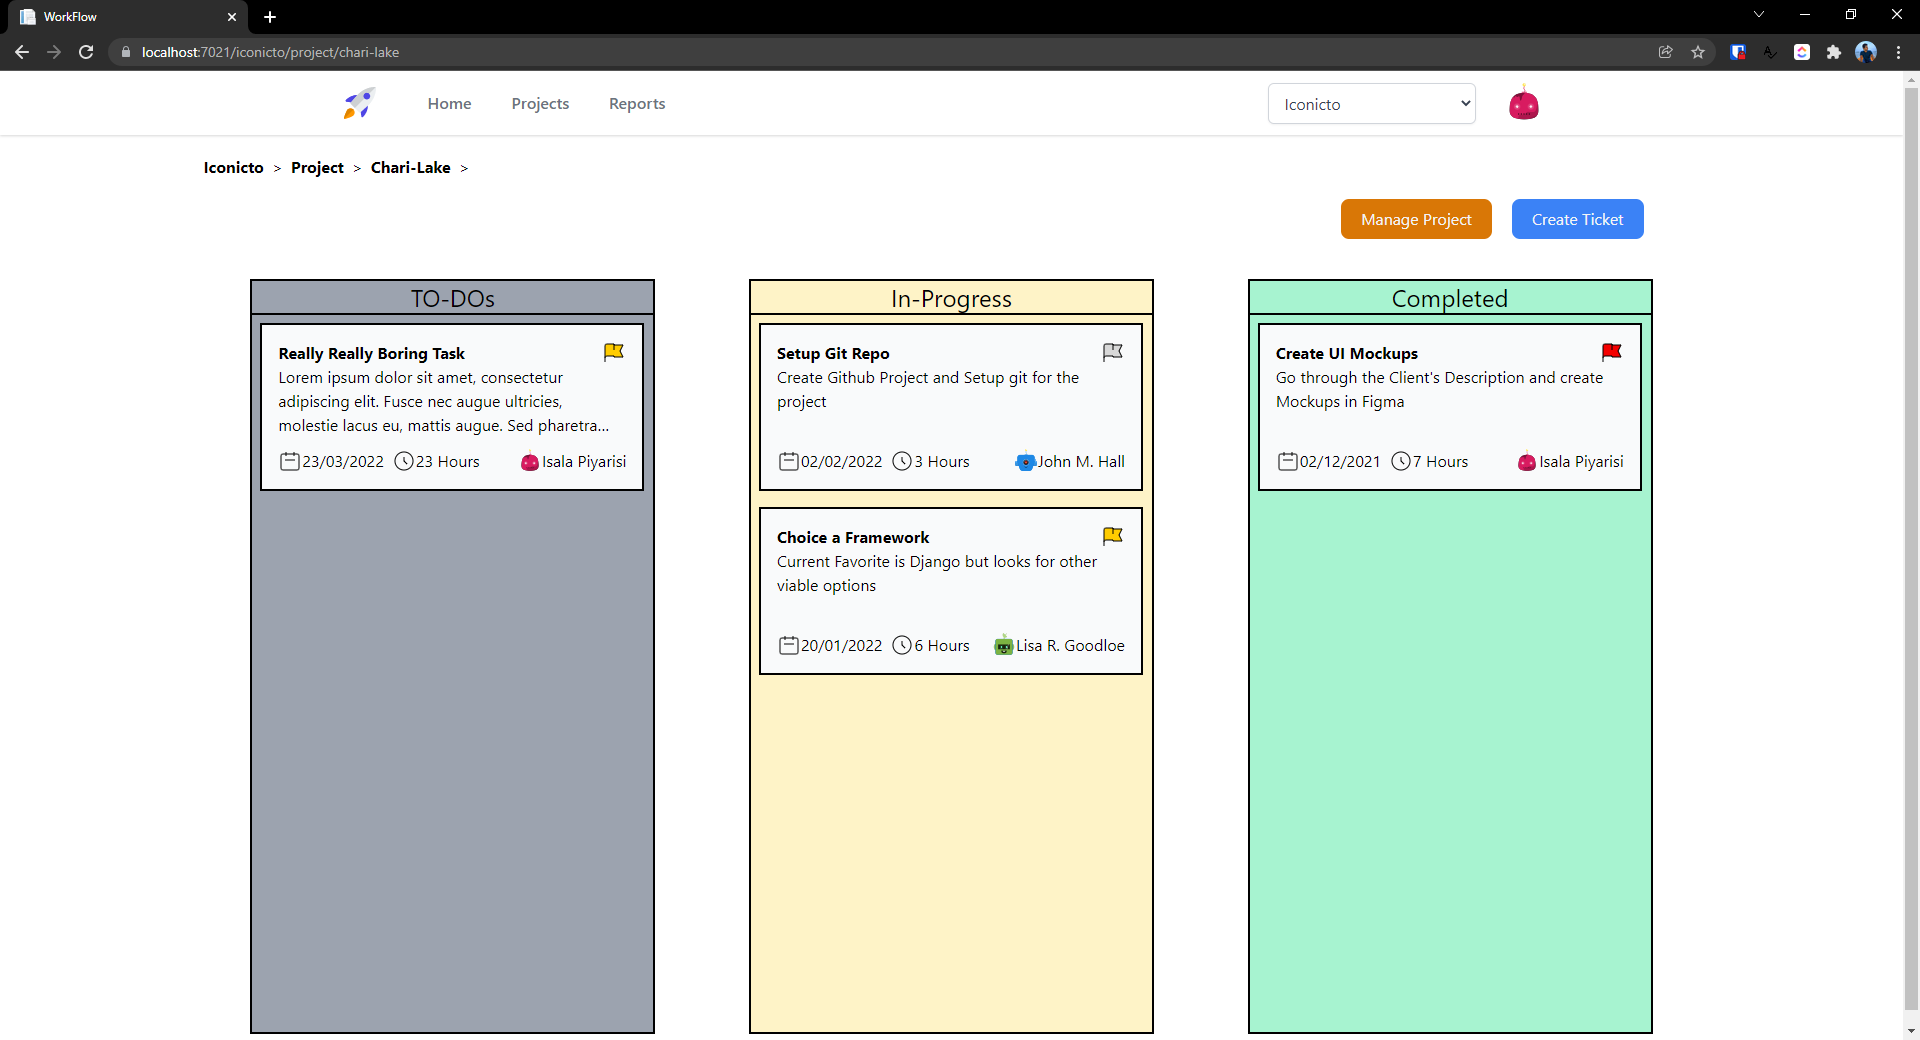 WorkFlow
localhost:7021/iconicto/project/chari-lake
Home Projects Reports
Iconicto
Iconicto > Project > Chari-Lake >
Manage Project Create Ticket
TO-DOs
Really Really Boring Task
Lorem ipsum dolor sit amet, consectetur
adipiscing elit. Fusce nec augue ultricies,
molestie lacus eu, mattis augue. Sed pharetra...
23/03/2022 23 Hours Isala Piyarisi
In-Progress
Setup Git Repo
Create Github Project and Setup git for the
project
02/02/2022 3 Hours John M. Hall
Choice a Framework
Current Favorite is Django but looks for other
viable options
20/01/2022 6 Hours Lisa R. Goodloe
Completed
Create UI Mockups
Go through the Client's Description and create
Mockups in Figma
02/12/2021 7 Hours Isala Piyarisi